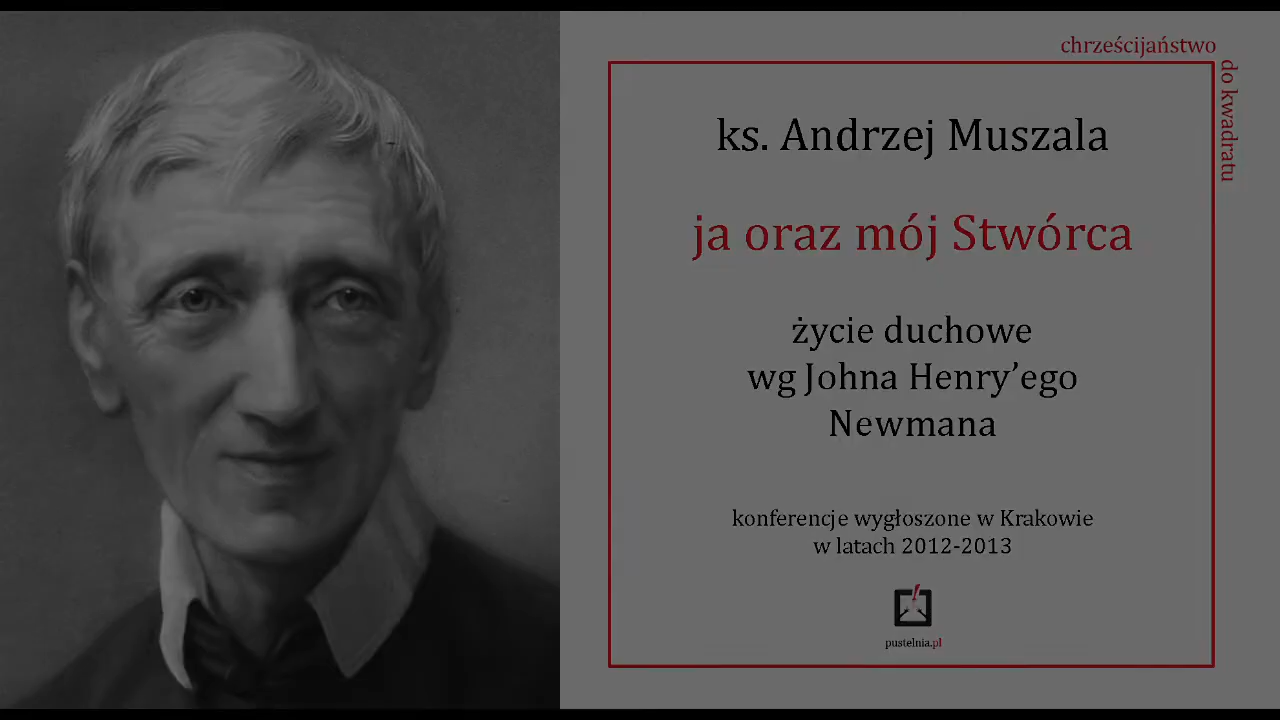 chrześcijaństwo
do kwadratu
ks. Andrzej Muszala
ja oraz mój Stwórca
życie duchowe
wg Johna Henry’ego
Newmana
konferencje wygłoszone w Krakowie
w latach 2012-2013
pustelnia.pl